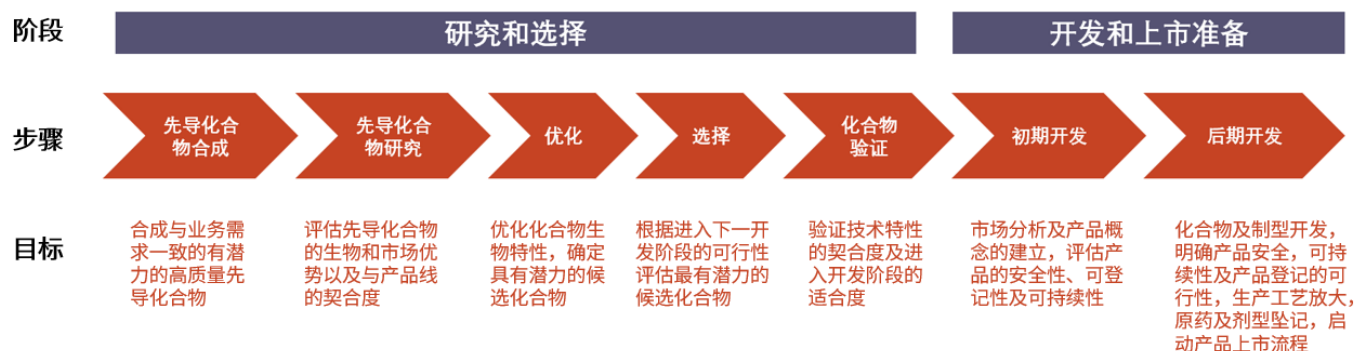 阶段
研究和选择
开发和上市准备
步骤
先导化合
物合成
先导化合
物研究
优化
选择
化合物
验证
初期开发
后期开发
目标
合成与业务需
求一致的有潜
力的高质量先
导化合物
评估先导化合物
的生物和市场优
势以及与产品线
的契合度
优化化合物生
物特性，确定
具有潜力的候
选化合物
根据进入下一开
发阶段的可行性
评估最有潜力的
候选化合物
验证技术特性
的契合度及进
入开发阶段的
适合度
市场分析及产品概
念的建立，评估产
品的安全性、可登
记性及可持续性
化合物及制型开发，
明确产品安全，可持
续性及产品登记的可
行性，生产工艺放大，
原药及剂型坠记，启
动产品上市流程